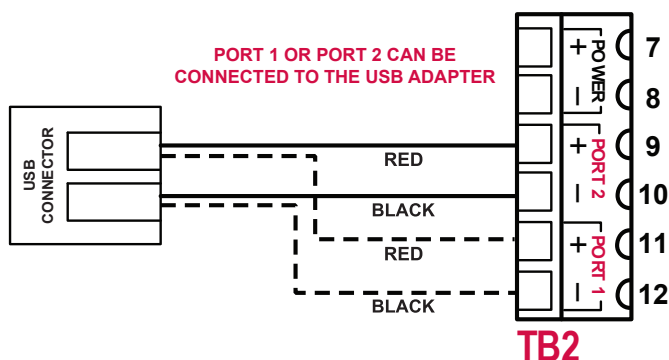 PORT 1 OR PORT 2 CAN BE
CONNECTED TO THE USB ADAPTER
USB
CONNECTOR
RED
BLACK
RED
BLACK
+
−
POWER
+
−
PORT 2
+
−
PORT 1
7
8
9
10
11
12
TB2